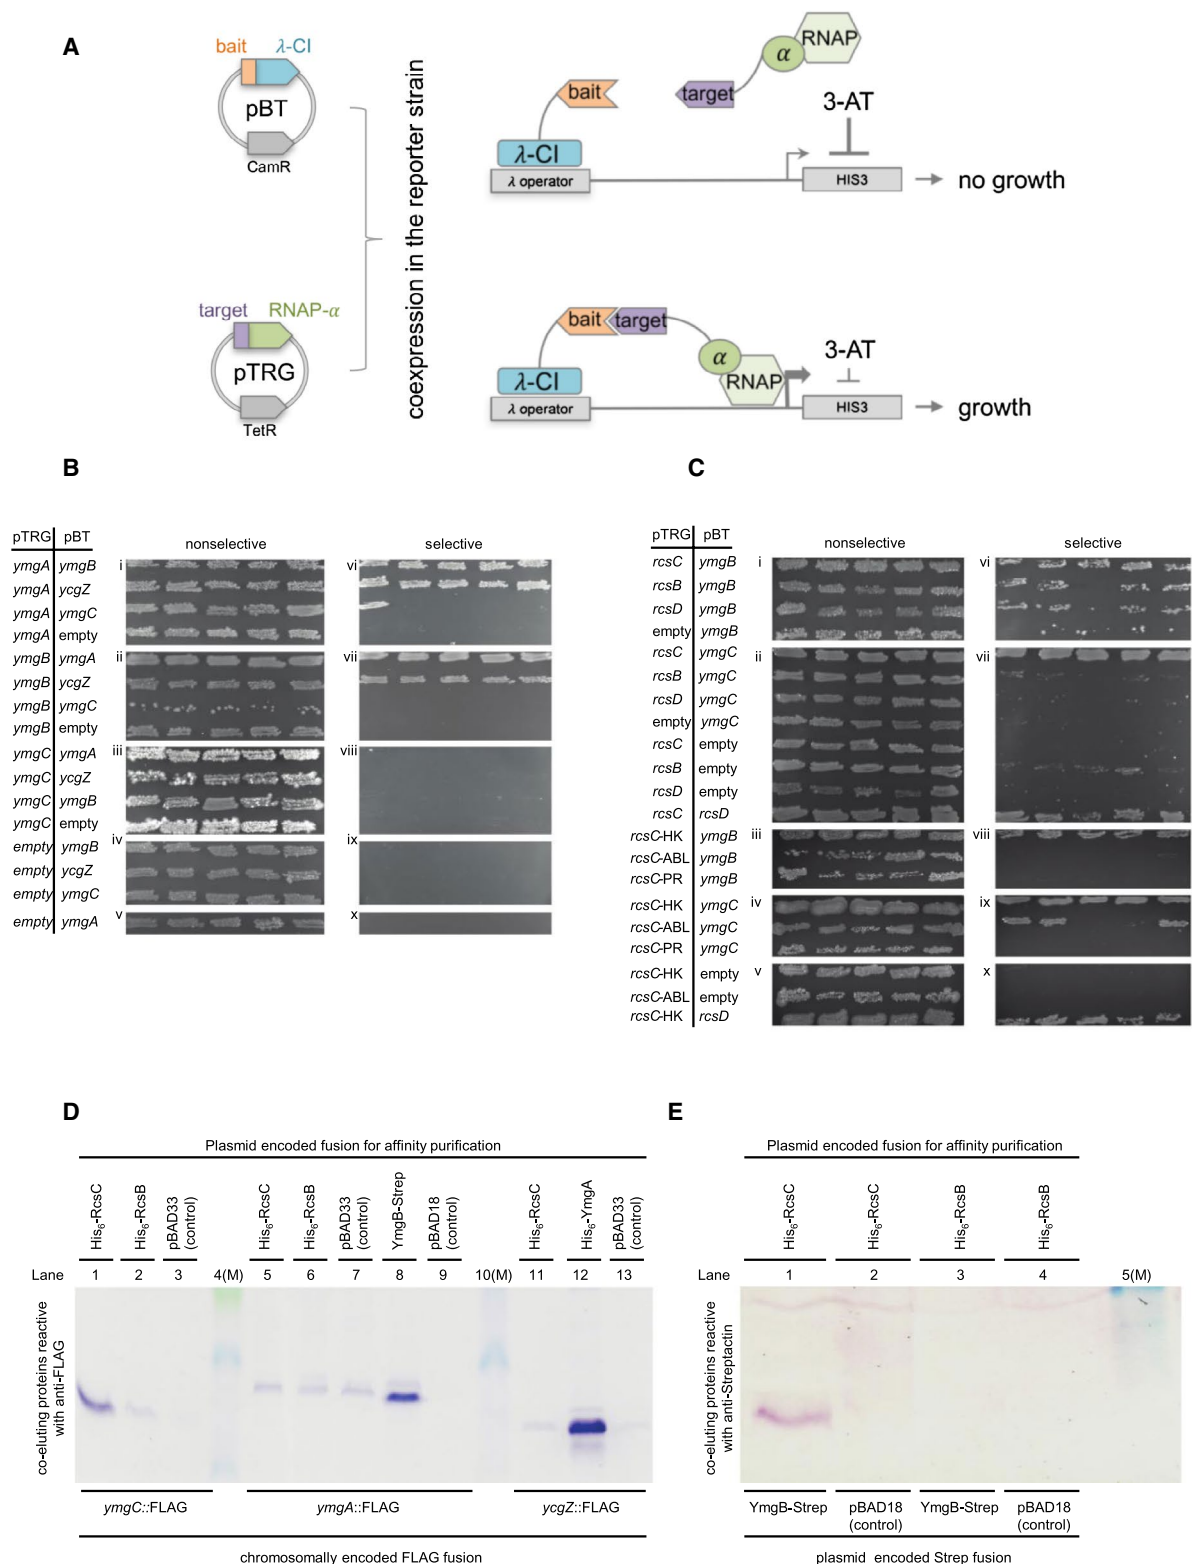 A
bait λ-CI
pBT
CamR
target RNAP-α
pTRG
TetR
coexpression in the reporter strain
bait
target
α
RNAP
λ-CI
λ operator
3-AT
HIS3
no growth
bait target
α
RNAP
λ-CI
λ operator
3-AT
HIS3
growth
B
pTRG pBT
nonselective selective
ymgA ymgB i vi
ymgA ycgZ
ymgA ymgC
ymgA empty
ymgB ymgA ii vii
ymgB ycgZ
ymgB ymgC
ymgB empty
ymgC ymgA iii viii
ymgC ycgZ
ymgC ymgB
ymgC empty
empty ymgB iv ix
empty ycgZ
empty ymgC
empty ymgA v x
C
pTRG pBT
nonselective selective
rcsC ymgB i vi
rcsB ymgB
rcsD ymgB
empty ymgB
rcsC ymgC ii vii
rcsB ymgC
rcsD ymgC
empty ymgC
rcsC empty
rcsB empty
rcsD empty
rcsC rcsD
rcsC-HK ymgB iii viii
rcsC-ABL ymgB
rcsC-PR ymgB
rcsC-HK ymgC iv ix
rcsC-ABL ymgC
rcsC-PR ymgC
rcsC-HK empty v x
rcsC-ABL empty
rcsC-HK rcsD
D
Plasmid encoded fusion for affinity purification
His6-RcsC
His6-RcsB
pBAD33
(control)
His6-RcsC
His6-RcsB
pBAD33
(control)
YmgB-Strep
pBAD18
(control)
His6-RcsC
His6-YmgA
pBAD33
(control)
Lane 1 2 3 4(M) 5 6 7 8 9 10(M) 11 12 13
co-eluting proteins reactive
with anti-FLAG
ymgC::FLAG ymgA::FLAG ycgZ::FLAG
chromosomally encoded FLAG fusion
E
Plasmid encoded fusion for affinity purification
His6-RcsC
His6-RcsC
His6-RcsB
His6-RcsB
Lane 1 2 3 4 5(M)
co-eluting proteins reactive
with anti-Streptactin
YmgB-Strep pBAD18 YmgB-Strep pBAD18
(control) (control)
plasmid encoded Strep fusion